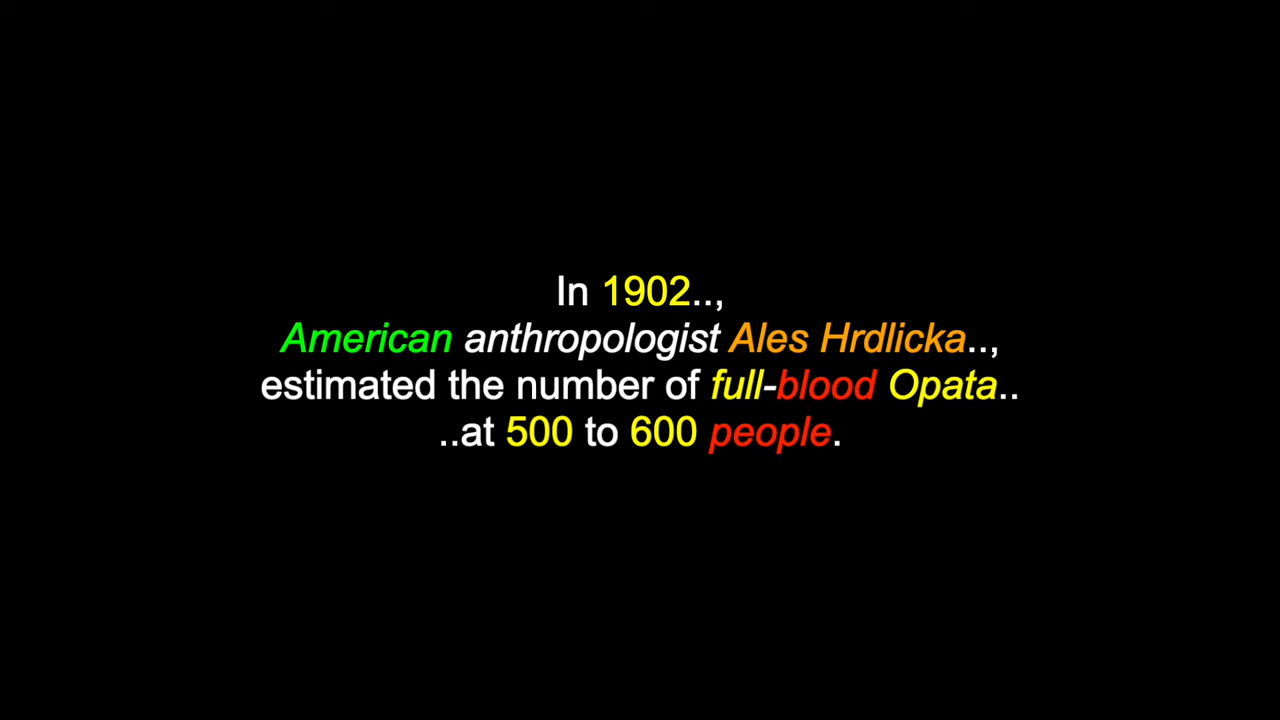 In 1902..,
American anthropologist Ales Hrdlicka..,
estimated the number of full-blood Opata..
..at 500 to 600 people.